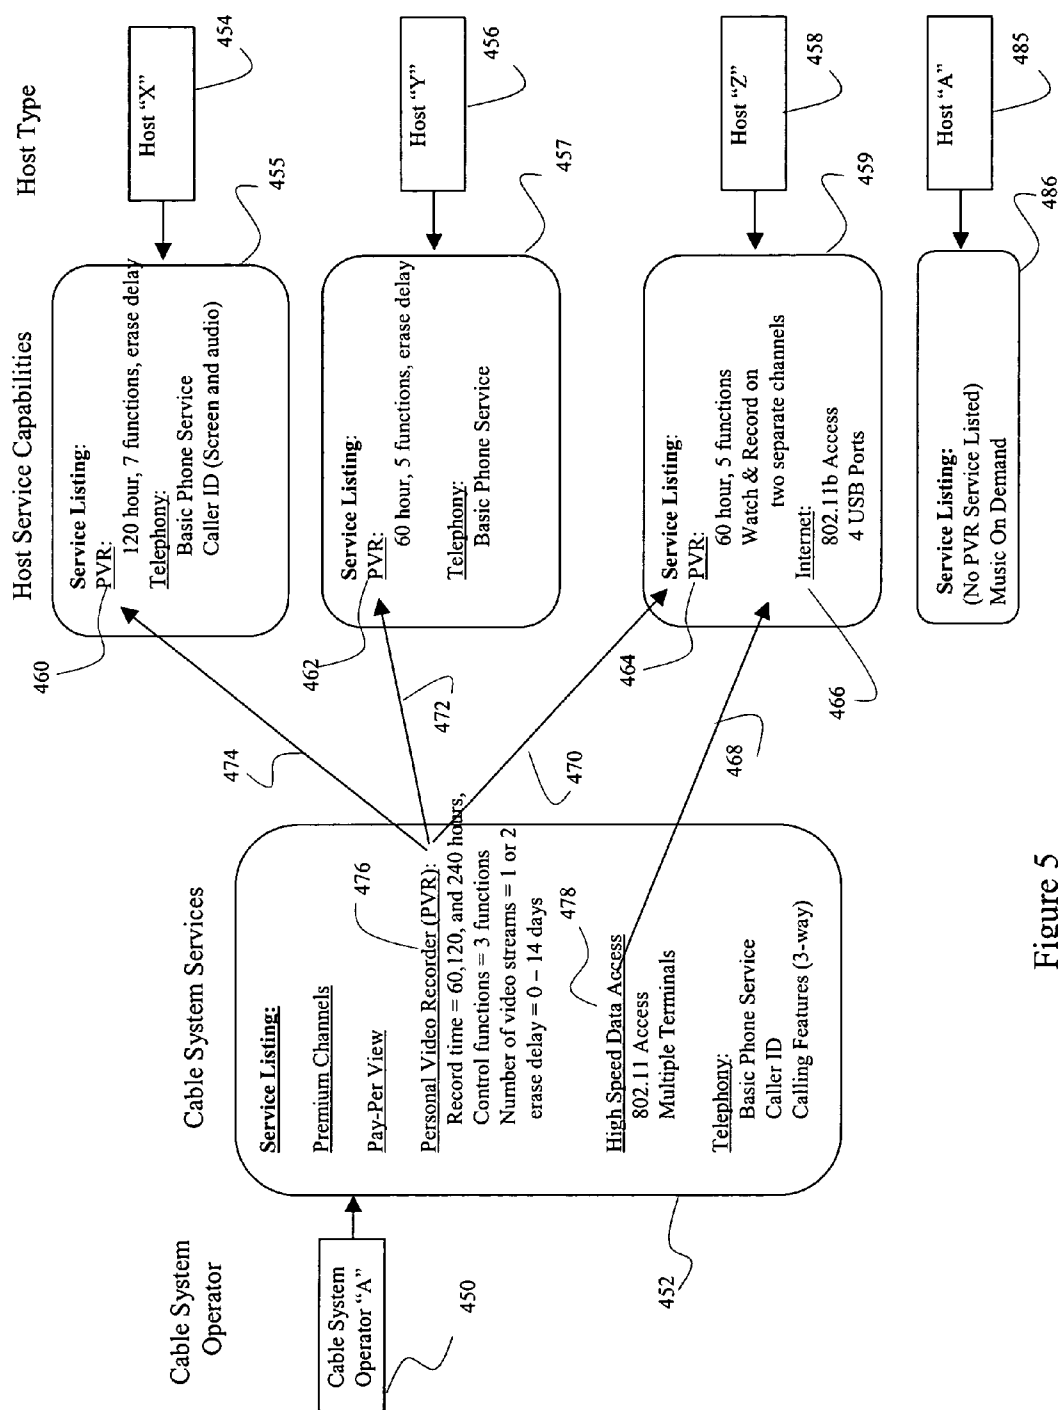 Cable System
Operator
Cable System Services
Host Service Capabilities
Host Type
Cable System
Operator "A"
450
452
Service Listing:
Premium Channels
Pay-Per View
Personal Video Recorder (PVR):
Record time = 60,120, and 240 hours,
Control functions = 3 functions
Number of video streams = 1 or 2
erase delay = 0 – 14 days
476
High Speed Data Access
802.11 Access
Multiple Terminals
478
Telephony:
Basic Phone Service
Caller ID
Calling Features (3-way)
474
472
470
468
460
Service Listing:
PVR:
120 hour, 7 functions, erase delay
Telephony:
Basic Phone Service
Caller ID (Screen and audio)
455
Host "X"
454
462
Service Listing:
PVR:
60 hour, 5 functions, erase delay
Telephony:
Basic Phone Service
457
Host "Y"
456
464
Service Listing:
PVR:
60 hour, 5 functions
Watch & Record on
two separate channels
Internet:
802.11b Access
4 USB Ports
466
459
Host "Z"
458
Service Listing:
(No PVR Service Listed)
Music On Demand
486
Host "A"
485
Figure 5